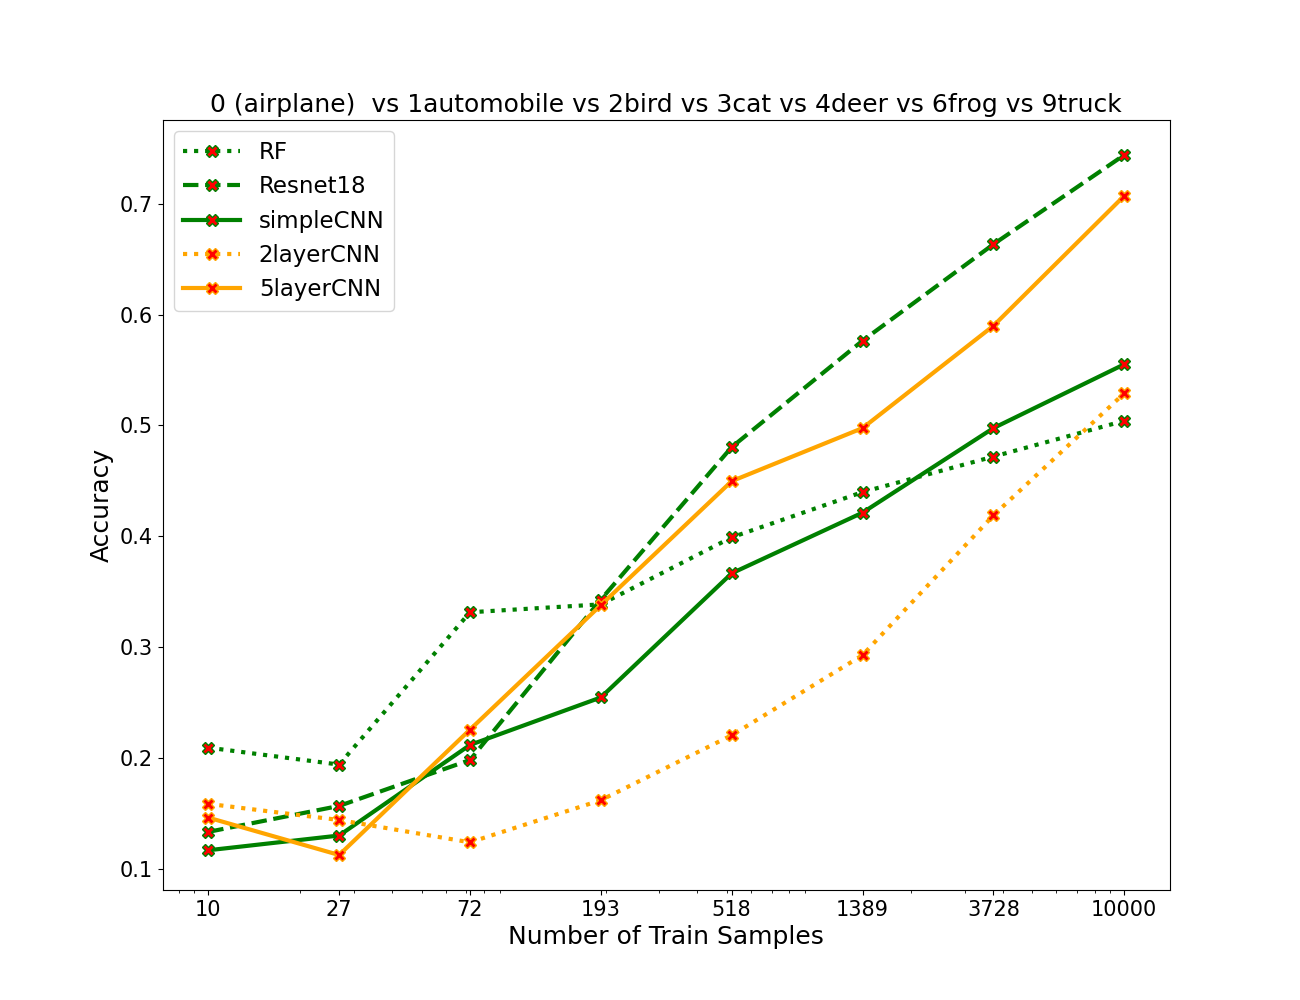 0 (airplane)  vs 1automobile vs 2bird vs 3cat vs 4deer vs 6frog vs 9truck
RF
Resnet18
simpleCNN
2layerCNN
5layerCNN
Accuracy
0.7
0.6
0.5
0.4
0.3
0.2
0.1
10 27 72 193 518 1389 3728 10000
Number of Train Samples